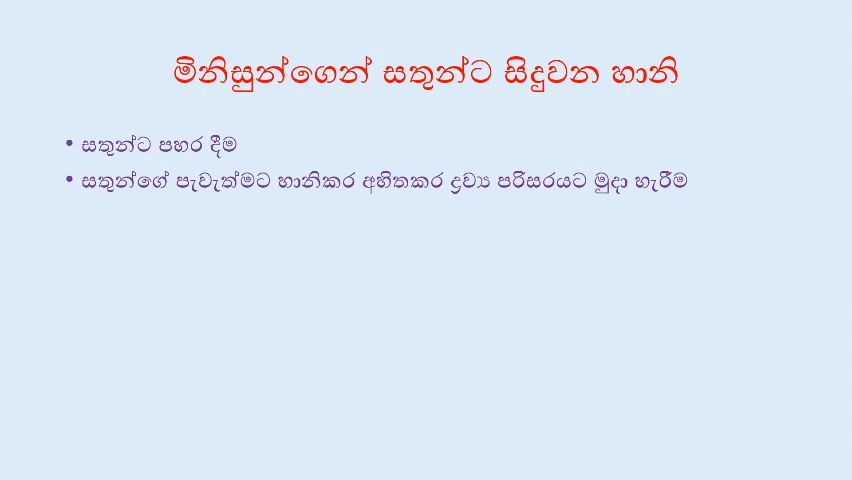 මිනිසුන්ගෙන් සතුන්ට සිදුවන හානි
• සතුන්ට පහර දීම
• සතුන්ගේ පැවැත්මට හානිකර අහිතකර ද්‍රව්‍ය පරිසරයට මුදා හැරීම